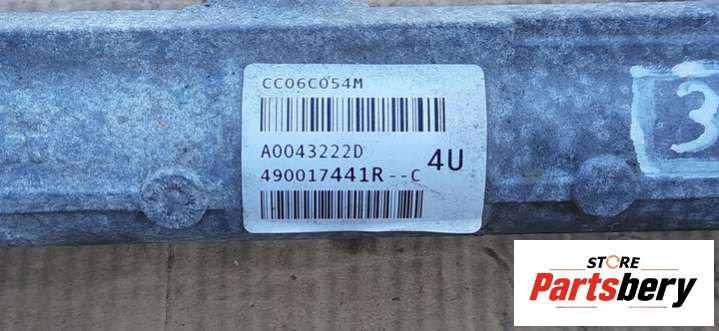 CC06C054M
A0043222D
4U
490017441R--C
3
STORE
Partsbery